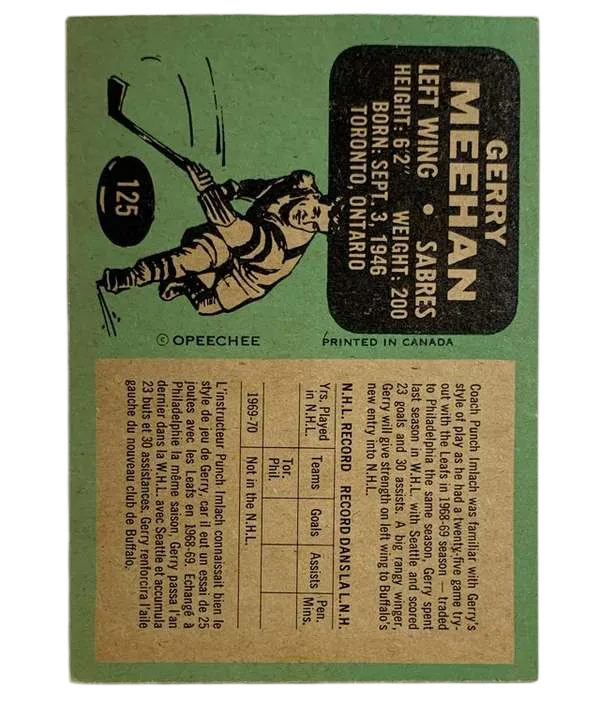 GERRY
MEEHAN
LEFT WING • SABRES
HEIGHT: 6'2" WEIGHT: 200
BORN: SEPT. 3, 1946
TORONTO, ONTARIO
125
© OPEECHEE
PRINTED IN CANADA
Coach Punch Imlach was familiar with Gerry's
style of play as he had a twenty-five game try-
out with the Leafs in 1968-69 season — traded
to Philadelphia the same season, Gerry spent
last season in W.H.L. with Seattle and scored
23 goals and 30 assists. A big rangy winger,
Gerry will give strength on left wing to Buffalo's
new entry into N.H.L.
N.H.L. RECORD RECORD DANS LA L.N.H.
Yrs. Played in N.H.L. Teams Goals Assists Pen. Mins.
Tor.
Phil.
1969-70 Not in the N.H.L.
L'instructeur Punch Imlach connaissait bien le
style de jeu de Gerry, car il eut un essai de 25
joutes avec les Leafs en 1968-69. Echangé à
Philadelphie la même saison, Gerry passa l'an
dernier dans la W.H.L. avec Seattle et accumula
23 buts et 30 assistances. Gerry renforcira l'aile
gauche du nouveau club de Buffalo.